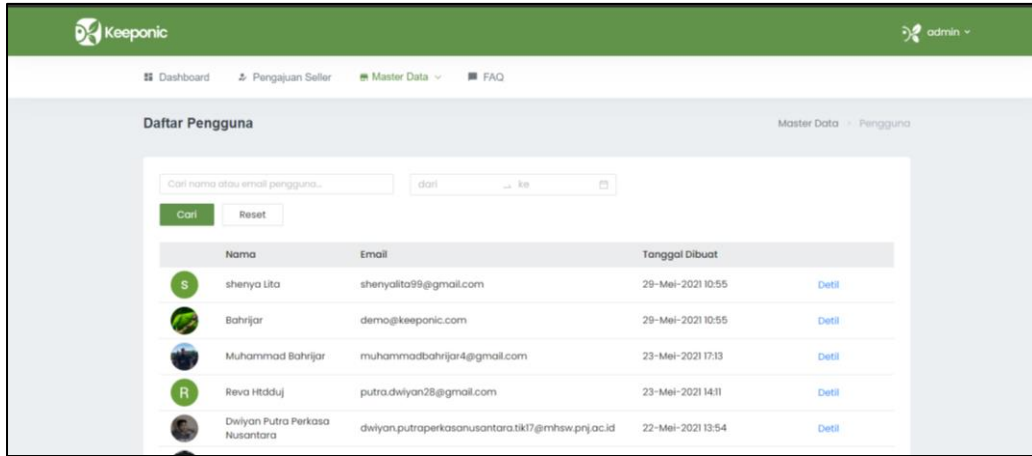 Keeponic admin
Dashboard Pengajuan Seller Master Data FAQ
Daftar Pengguna Master Data > Pengguna
Cari nama atau email pengguna... dari → ke
Cari Reset
Nama Email Tanggal Dibuat
S shenya Lita shenyalita99@gmail.com 29-Mei-2021 10:55 Detil
Bahrijar demo@keeponic.com 29-Mei-2021 10:55 Detil
Muhammad Bahrijar muhammadbahrijar4@gmail.com 23-Mei-2021 17:13 Detil
R Reva Htdduj putra.dwiyan28@gmail.com 23-Mei-2021 14:11 Detil
Dwiyan Putra Perkasa
Nusantara dwiyan.putraperkasanusantara.tik17@mhsw.pnj.ac.id 22-Mei-2021 13:54 Detil